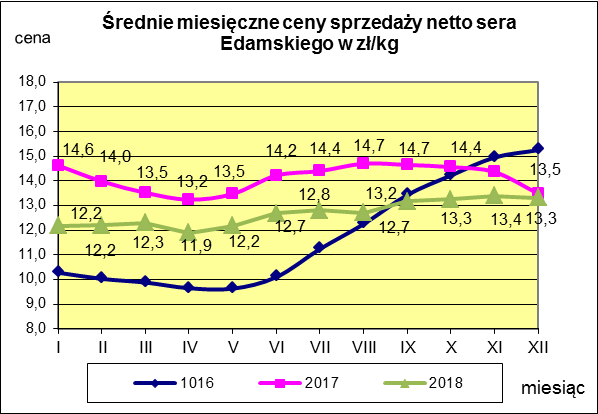 Średnie miesięczne ceny sprzedaży netto sera
Edamskiego w zł/kg
cena
18,0
17,0
16,0
15,0
14,0
13,0
12,0
11,0
10,0
9,0
8,0
14,6 14,0 13,5 13,2 13,5 14,2 14,4 14,7 14,7 14,4 13,5
12,2 12,2 12,3 11,9 12,2 12,7 12,8 12,7 13,2 13,3 13,4 13,3
I II III IV V VI VII VIII IX X XI XII
1016 2017 2018
miesiąc